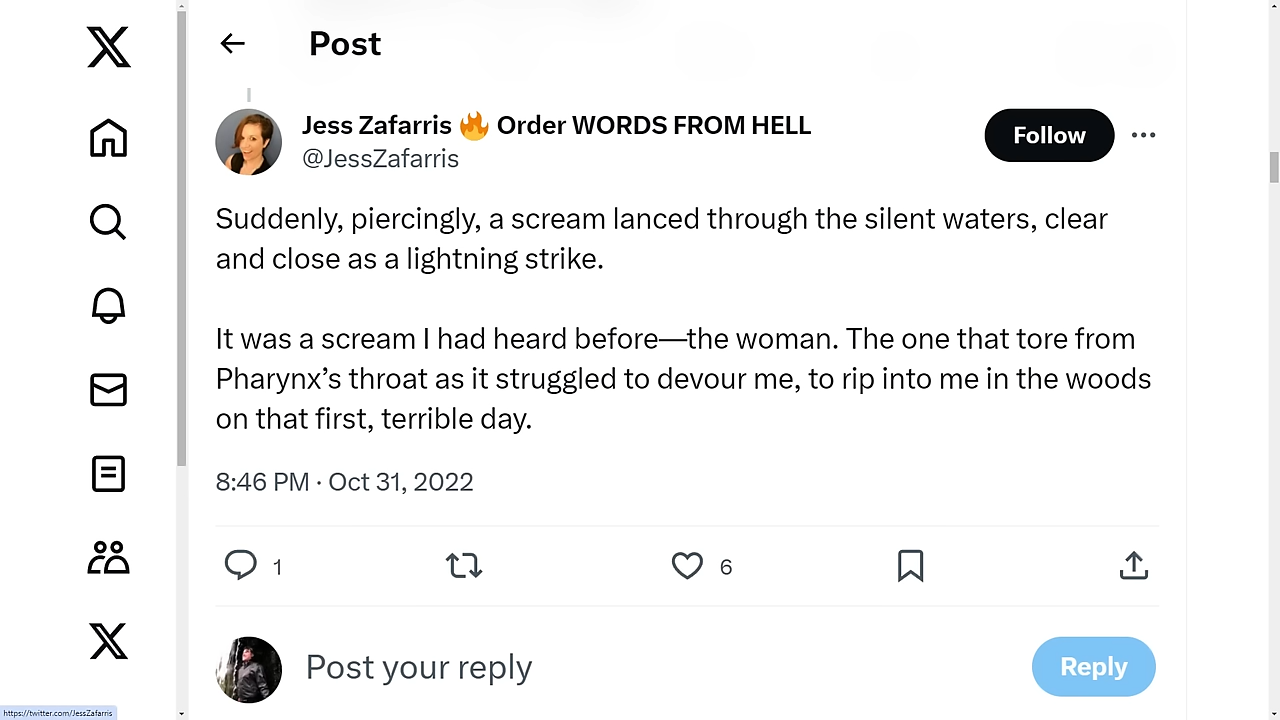 Post
Jess Zafarris 🔥 Order WORDS FROM HELL
@JessZafarris
Follow
Suddenly, piercingly, a scream lanced through the silent waters, clear
and close as a lightning strike.
It was a scream I had heard before—the woman. The one that tore from
Pharynx’s throat as it struggled to devour me, to rip into me in the woods
on that first, terrible day.
8:46 PM · Oct 31, 2022
1
6
Post your reply
Reply
https://twitter.com/JessZafarris